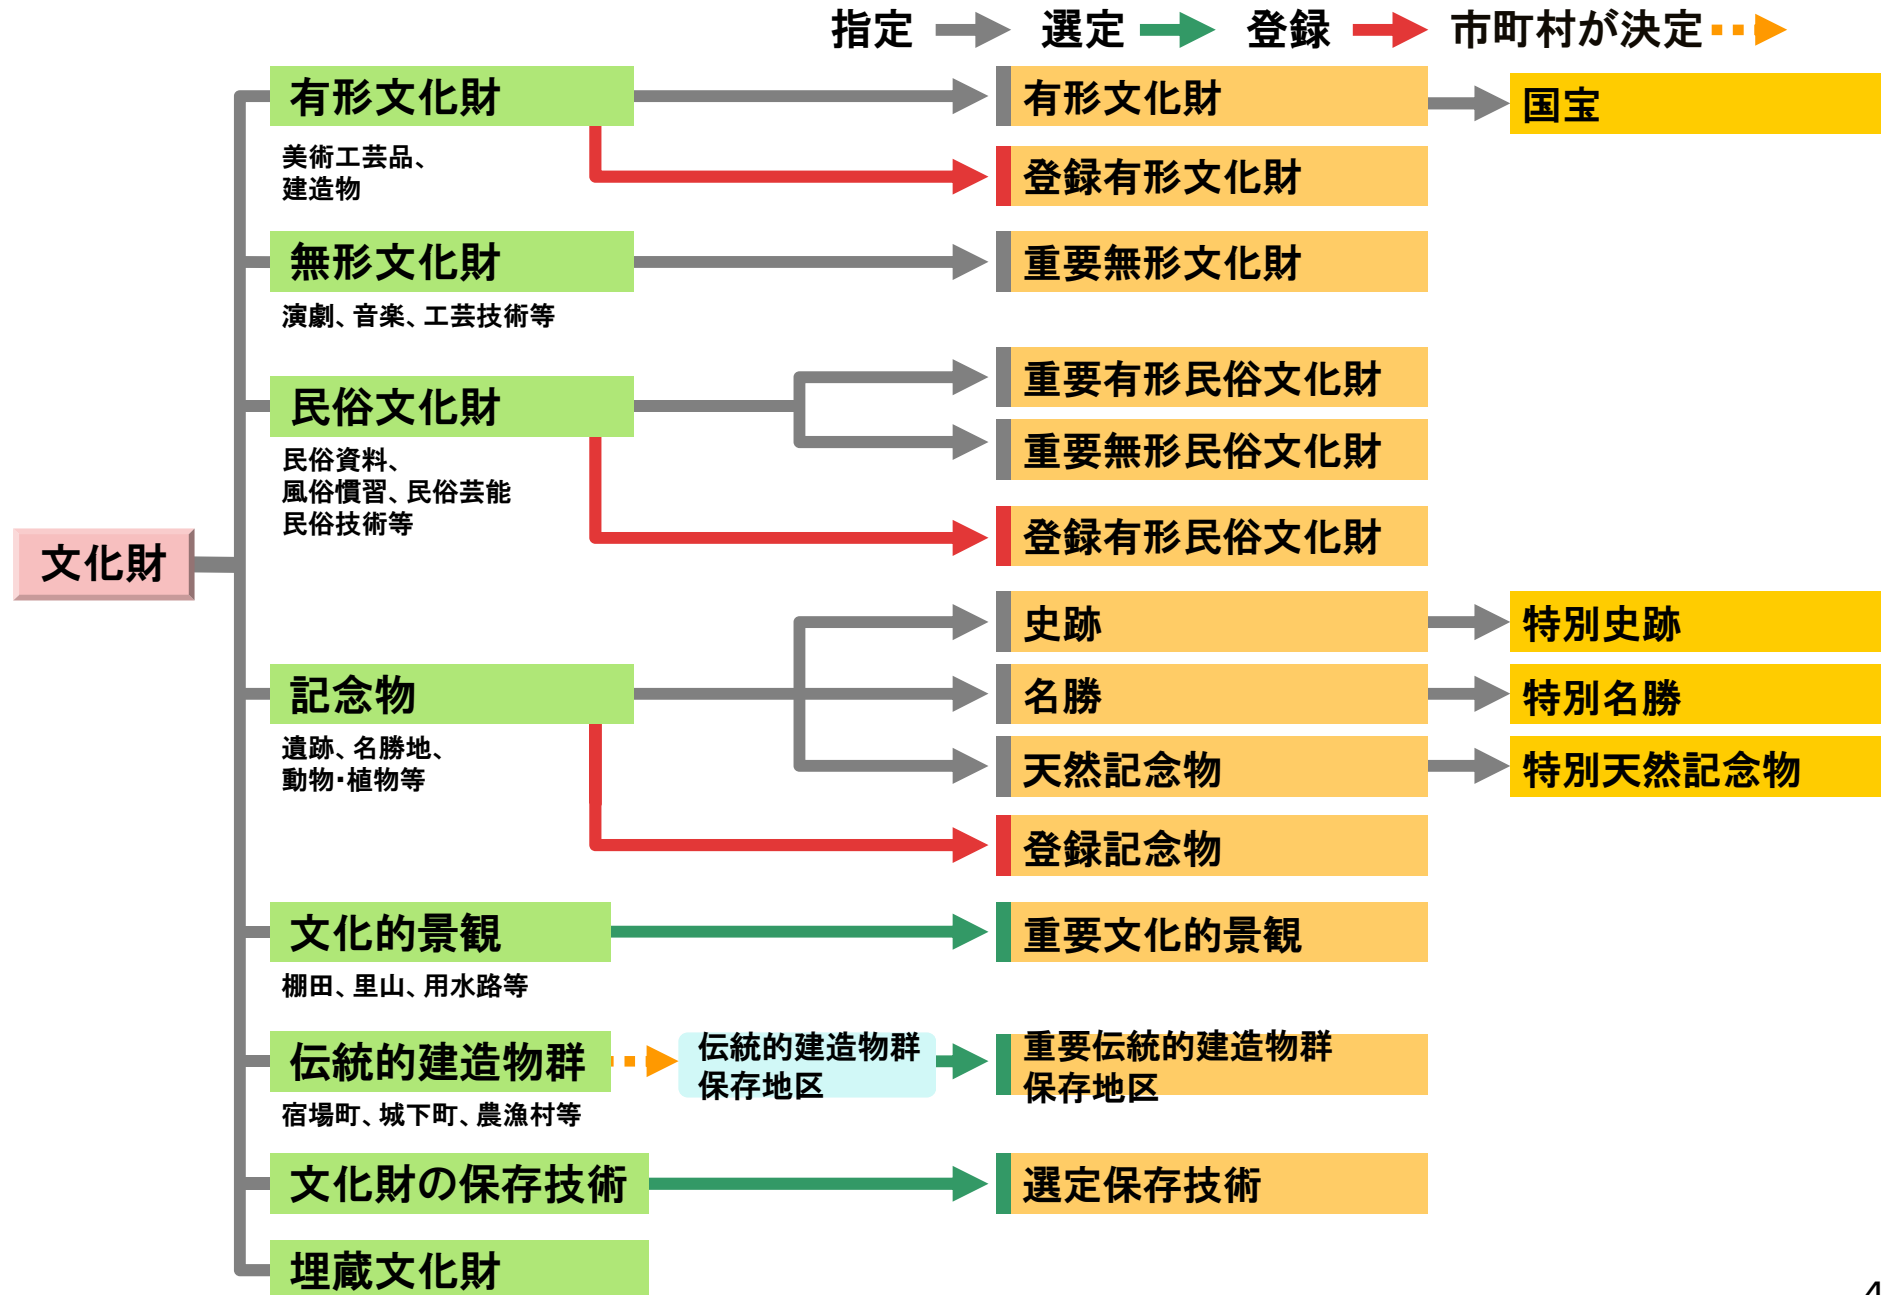 指定 選定 登録 市町村が決定
有形文化財
美術工芸品、
建造物
有形文化財
国宝
登録有形文化財
無形文化財
演劇、音楽、工芸技術等
重要無形文化財
民俗文化財
民俗資料、
風俗慣習、民俗芸能
民俗技術等
重要有形民俗文化財
重要無形民俗文化財
登録有形民俗文化財
文化財
記念物
遺跡、名勝地、
動物・植物等
史跡
特別史跡
名勝
特別名勝
天然記念物
特別天然記念物
登録記念物
文化的景観
棚田、里山、用水路等
重要文化的景観
伝統的建造物群
宿場町、城下町、農漁村等
伝統的建造物群
保存地区
重要伝統的建造物群
保存地区
文化財の保存技術
選定保存技術
埋蔵文化財
4